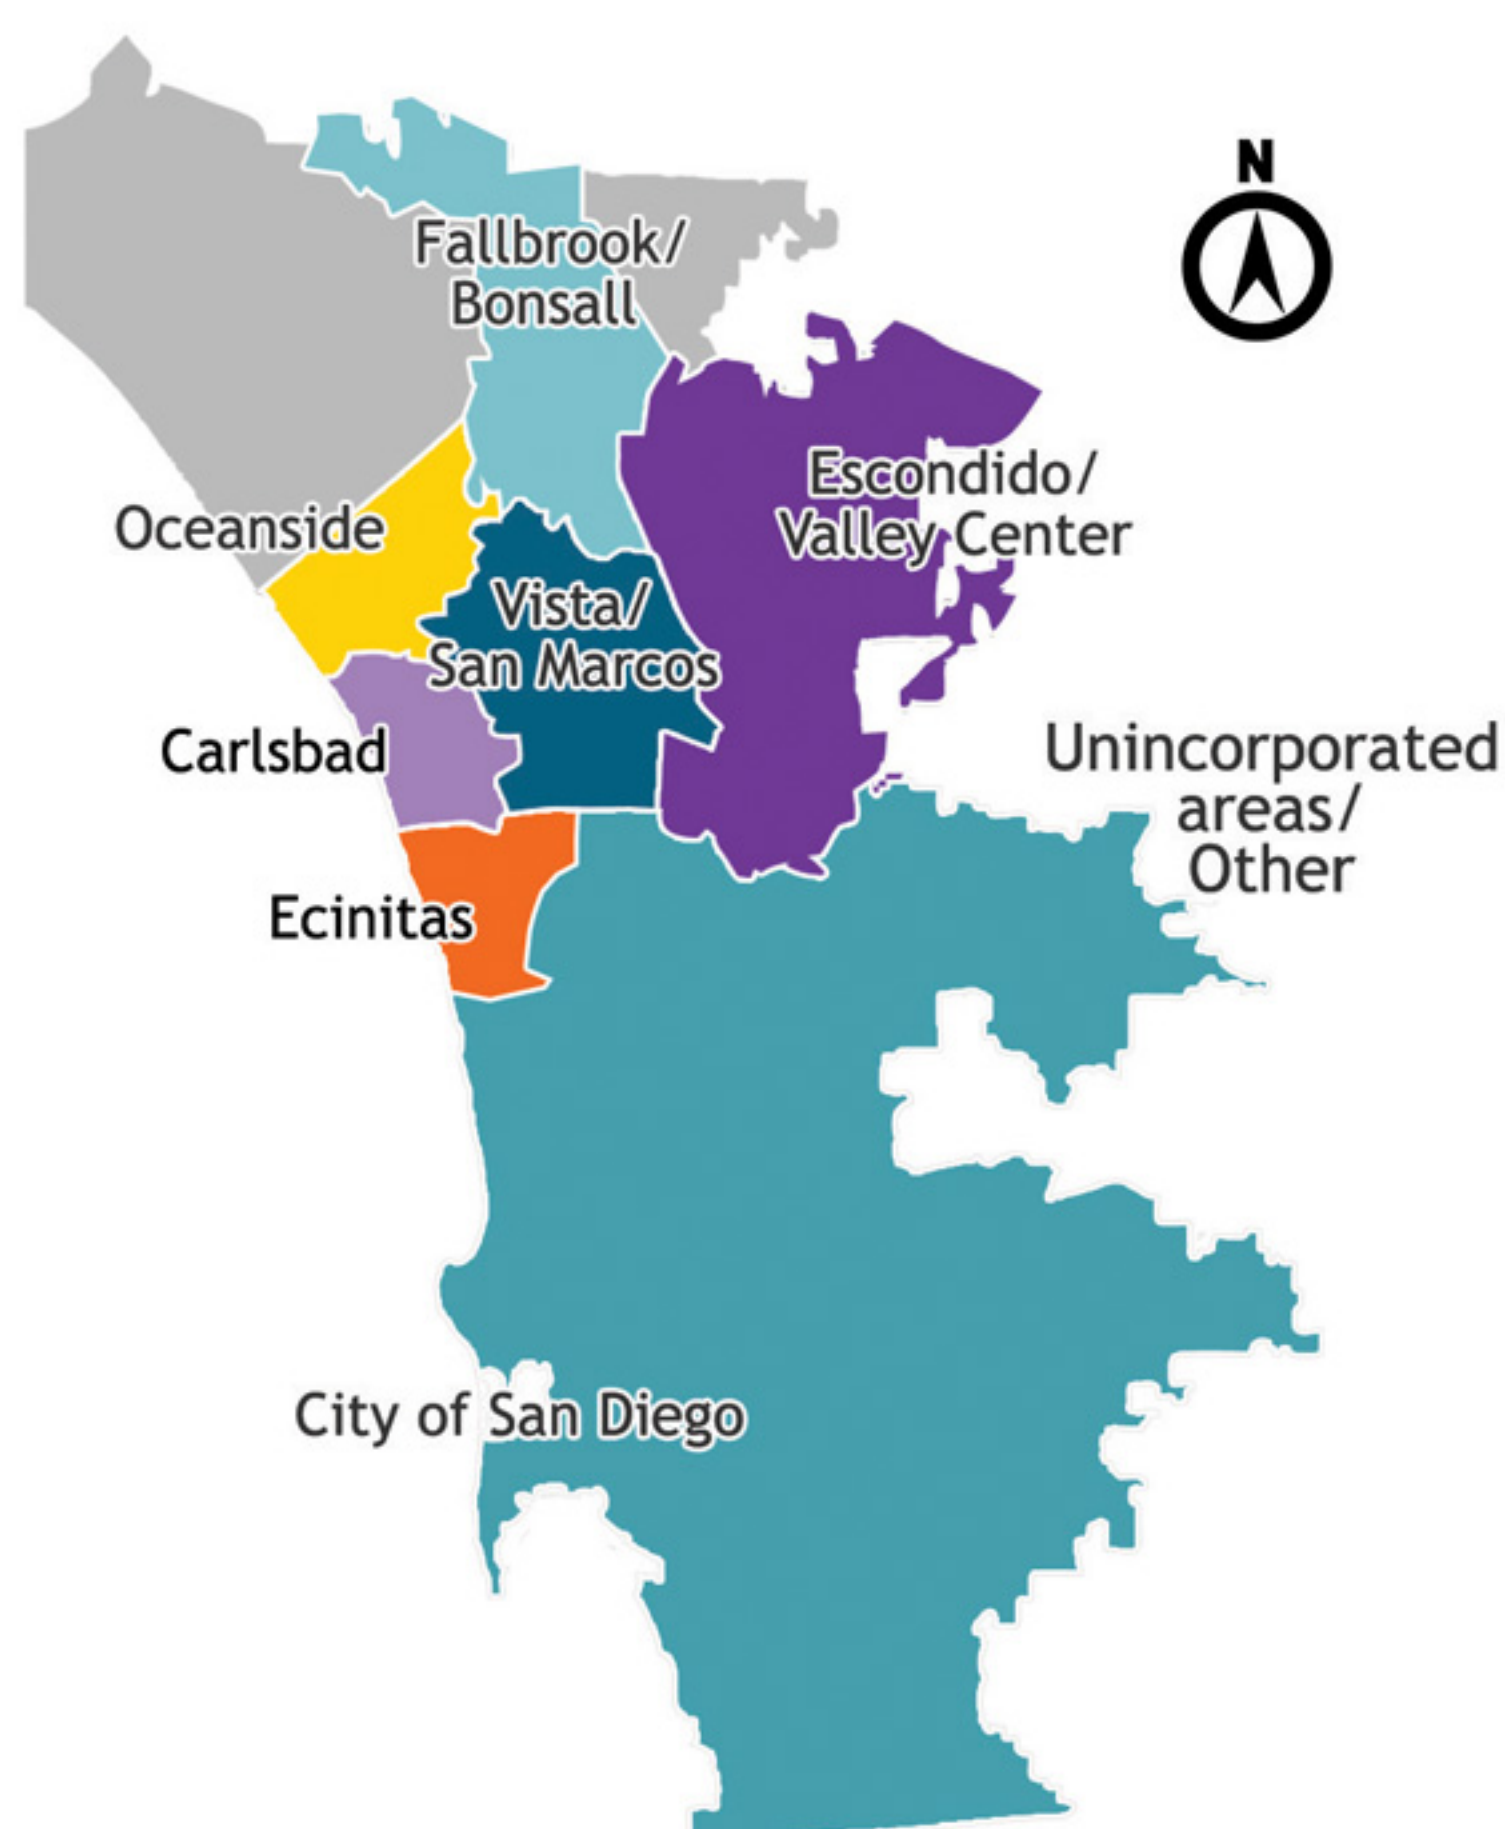 N
Fallbrook/
Bonsall
Escondido/
Valley Center
Oceanside
Vista/
San Marcos
Carlsbad
Unincorporated
areas/
Other
Ecinitas
City of San Diego